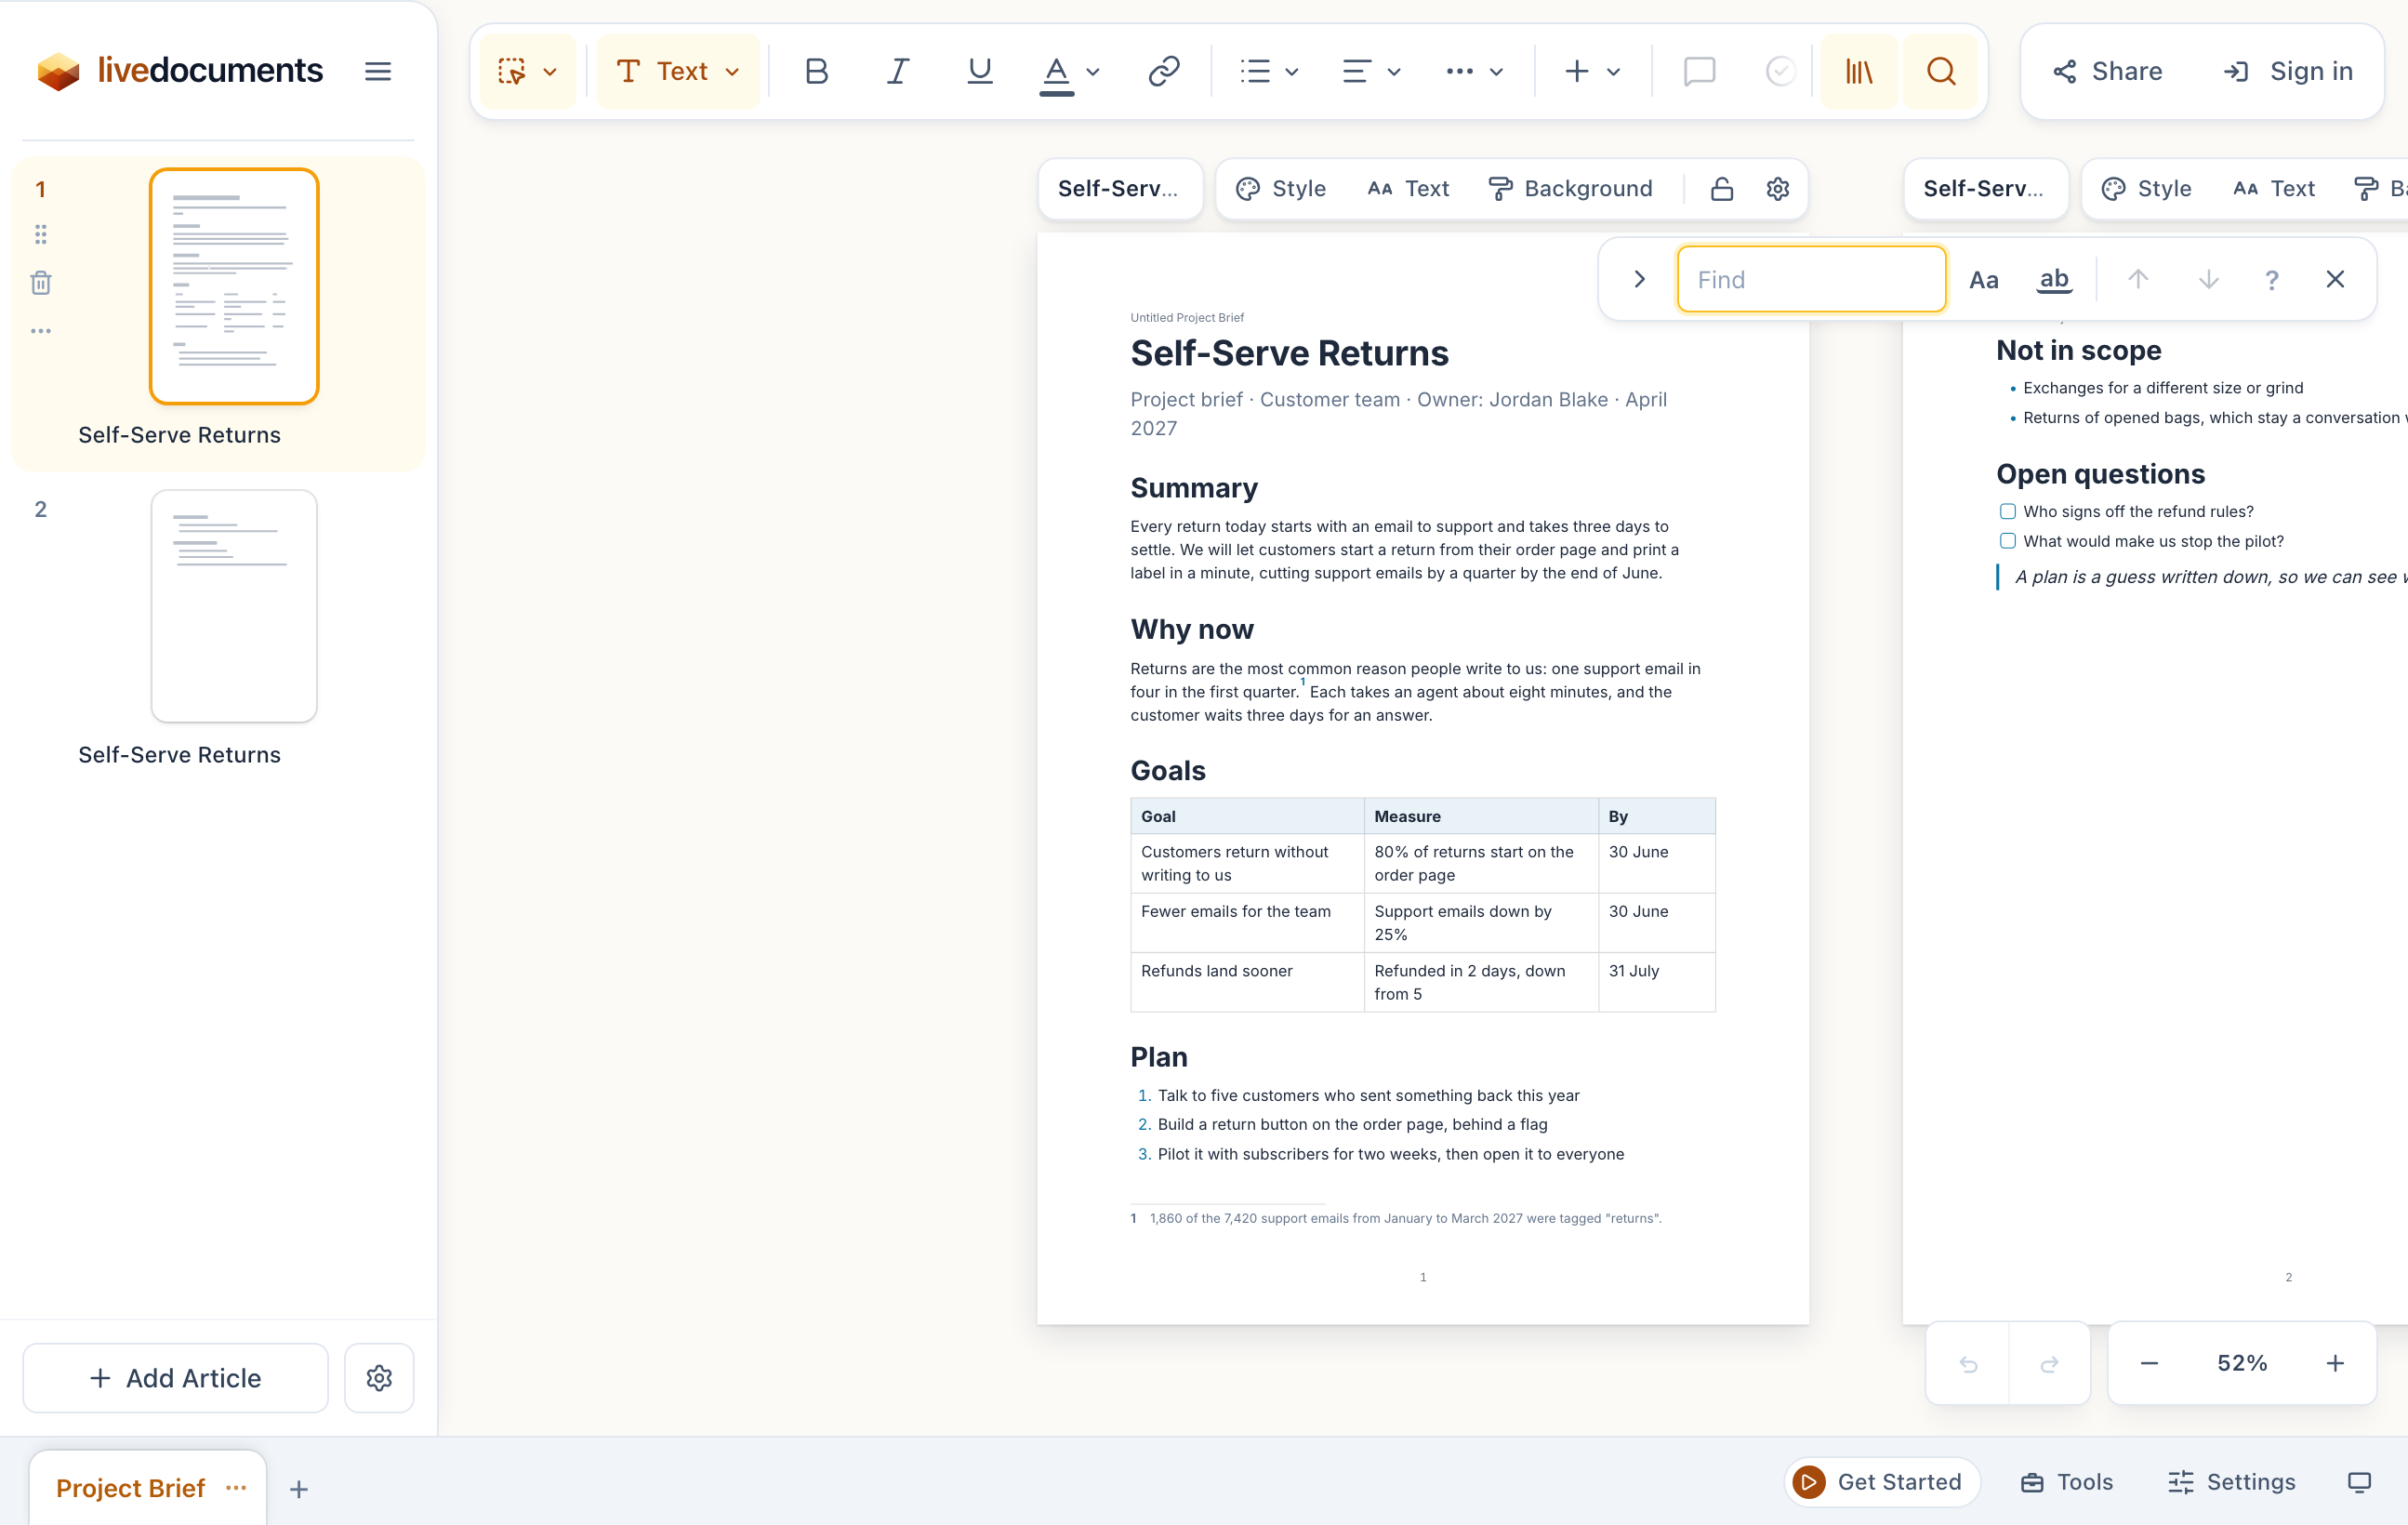 livedocuments
Text
B
I
U
A
Share
Sign in
1
Self-Serve Returns
2
Self-Serve Returns
Add Article
Self-Serv...
Style
Text
Background
Self-Serv...
Style
Text
Find
Aa
ab
?
Untitled Project Brief
Self-Serve Returns
Project brief · Customer team · Owner: Jordan Blake · April
2027
Summary
Every return today starts with an email to support and takes three days to
settle. We will let customers start a return from their order page and print a
label in a minute, cutting support emails by a quarter by the end of June.
Why now
Returns are the most common reason people write to us: one support email in
four in the first quarter.1 Each takes an agent about eight minutes, and the
customer waits three days for an answer.
Goals
Goal Measure By
Customers return without writing to us 80% of returns start on the order page 30 June
Fewer emails for the team Support emails down by 25% 30 June
Refunds land sooner Refunded in 2 days, down from 5 31 July
Plan
1. Talk to five customers who sent something back this year
2. Build a return button on the order page, behind a flag
3. Pilot it with subscribers for two weeks, then open it to everyone
1 1,860 of the 7,420 support emails from January to March 2027 were tagged "returns".
1
Not in scope
• Exchanges for a different size or grind
• Returns of opened bags, which stay a conversation
Open questions
Who signs off the refund rules?
What would make us stop the pilot?
A plan is a guess written down, so we can see
2
52%
Project Brief
Get Started
Tools
Settings